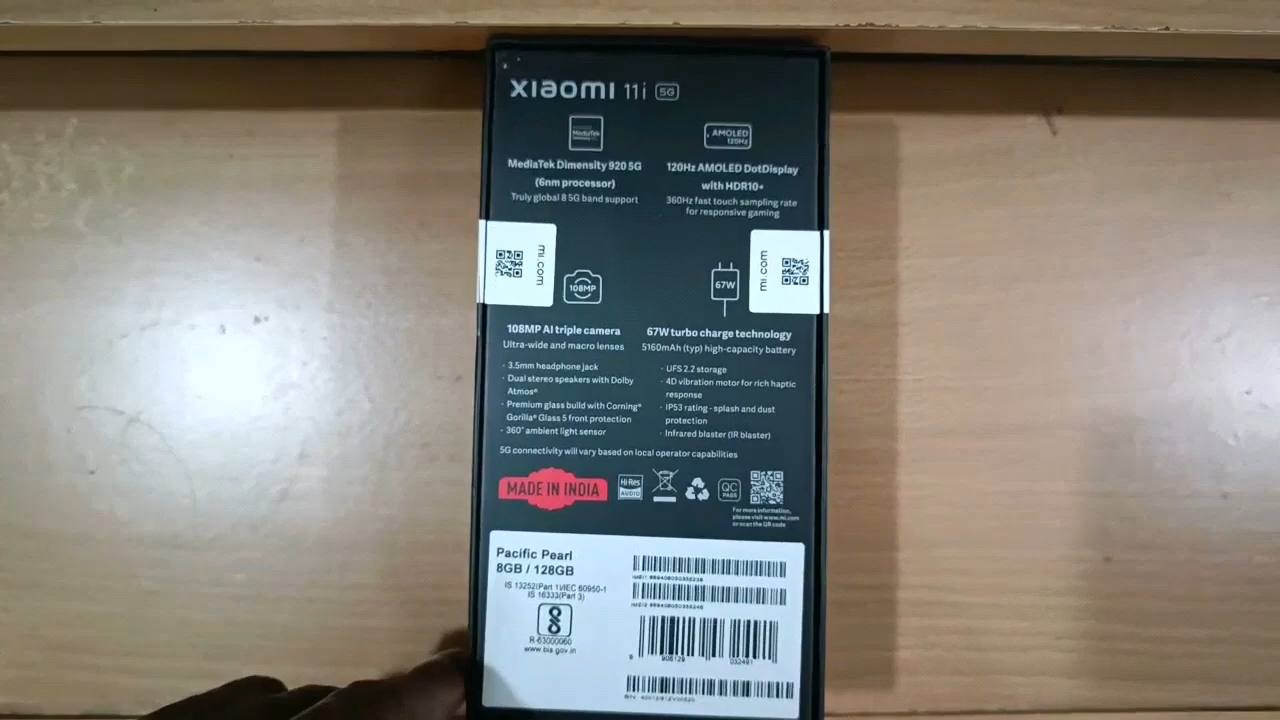 xiaomi 11i 5G
MediaTek
AMOLED
120Hz
MediaTek Dimensity 920 5G
(6nm processor)
Truly global 8 5G band support
120Hz AMOLED DotDisplay
with HDR10+
360Hz fast touch sampling rate
for responsive gaming
mi.com
108MP
67W
mi.com
108MP AI triple camera
Ultra-wide and macro lenses
67W turbo charge technology
5160mAh (typ) high-capacity battery
· 3.5mm headphone jack
· Dual stereo speakers with Dolby
Atmos®
· Premium glass build with Corning®
Gorilla® Glass 5 front protection
· 360° ambient light sensor
· UFS 2.2 storage
· 4D vibration motor for rich haptic
response
· IP53 rating - splash and dust
protection
· Infrared blaster (IR blaster)
5G connectivity will vary based on local operator capabilities
MADE IN INDIA
Hi-Res
AUDIO
QC
PASS
For more information,
please visit www.mi.com
or scan the QR code
Pacific Pearl
8GB / 128GB
IS 13252(Part 1)/IEC 60950-1
IS 16333(Part 3)
R-63000060
www.bis.gov.in
IMEI1
IMEI2
6 906129 032491
S/N: